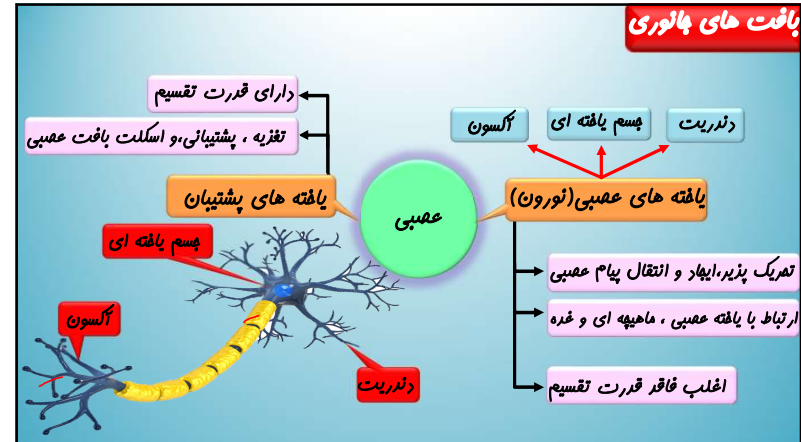 بافت های جانوری
دندریت
جسم یاخته ای
آکسون
یاخته های عصبی(نورون)
تحریک پذیر،ایجاد و انتقال پیام عصبی
ارتباط با یاخته عصبی ، ماهیچه ای و غده
اغلب فاقد قدرت تقسیم
عصبی
یاخته های پشتیبان
دارای قدرت تقسیم
تغزیه ، پشتیبانی،و اسکلت بافت عصبی
جسم یاخته ای
آکسون
دندریت